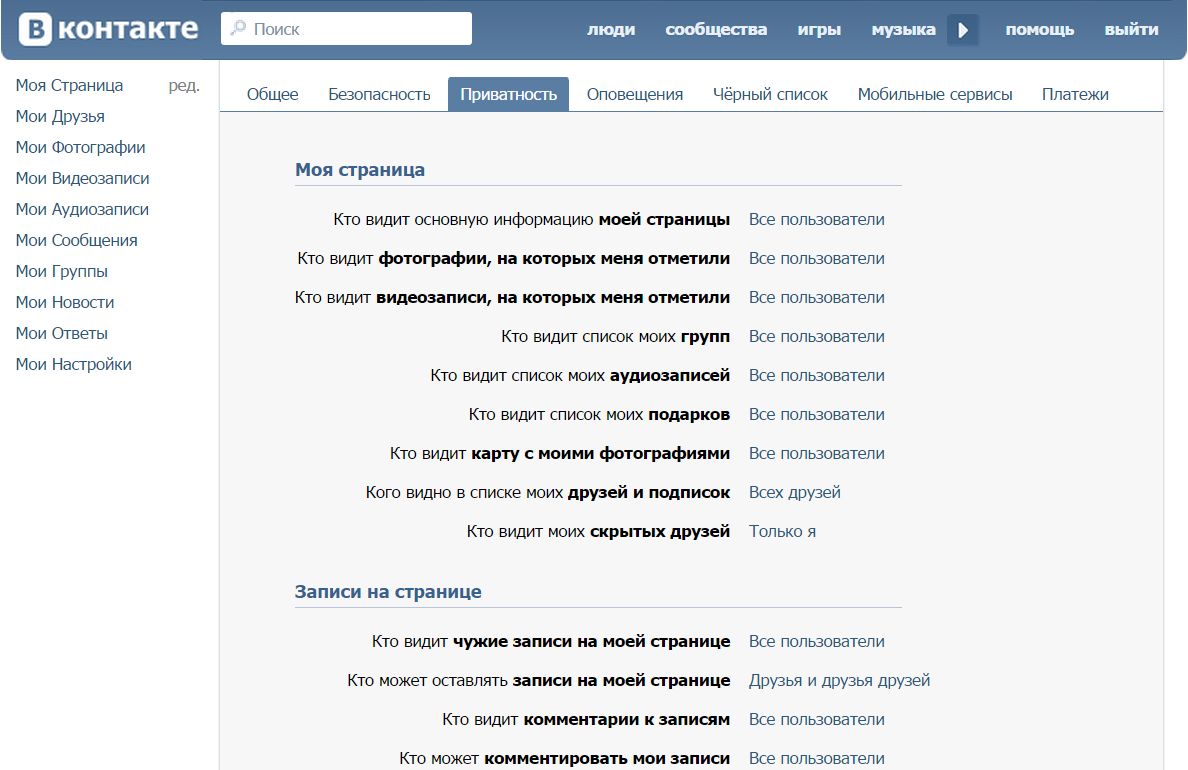 В контакте Поиск люди сообщества игры музыка помощь выйти
Моя Страница ред.
Мои Друзья
Мои Фотографии
Мои Видеозаписи
Мои Аудиозаписи
Мои Сообщения
Мои Группы
Мои Новости
Мои Ответы
Мои Настройки
Общее Безопасность Приватность Оповещения Чёрный список Мобильные сервисы Платежи
Моя страница
Кто видит основную информацию моей страницы Все пользователи
Кто видит фотографии, на которых меня отметили Все пользователи
Кто видит видеозаписи, на которых меня отметили Все пользователи
Кто видит список моих групп Все пользователи
Кто видит список моих аудиозаписей Все пользователи
Кто видит список моих подарков Все пользователи
Кто видит карту с моими фотографиями Все пользователи
Кого видно в списке моих друзей и подписок Всех друзей
Кто видит моих скрытых друзей Только я
Записи на странице
Кто видит чужие записи на моей странице Все пользователи
Кто может оставлять записи на моей странице Друзья и друзья друзей
Кто видит комментарии к записям Все пользователи
Кто может комментировать мои записи Все пользователи